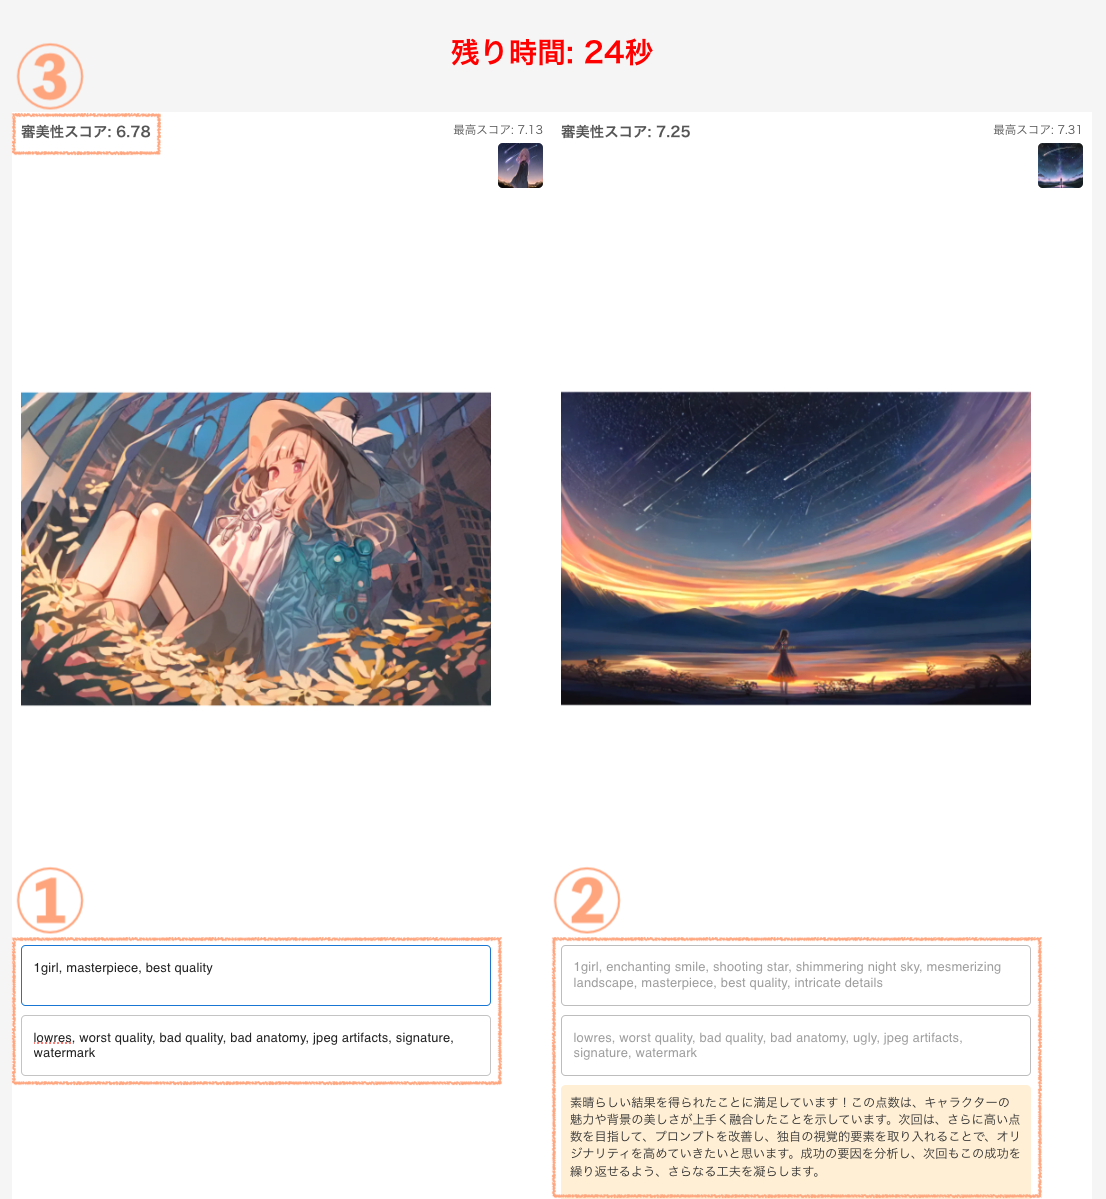 残り時間: 24秒
③
審美性スコア: 6.78
最高スコア: 7.13
審美性スコア: 7.25
最高スコア: 7.31
①
1girl, masterpiece, best quality
lowres, worst quality, bad quality, bad anatomy, jpeg artifacts, signature,
watermark
②
1girl, enchanting smile, shooting star, shimmering night sky, mesmerizing
landscape, masterpiece, best quality, intricate details
lowres, worst quality, bad quality, bad anatomy, ugly, jpeg artifacts,
signature, watermark
素晴らしい結果を得られたことに満足しています！この点数は、キャラクターの
魅力や背景の美しさが上手く融合したことを示しています。次回は、さらに高い点
数を目指して、プロンプトを改善し、独自の視覚的要素を取り入れることで、オリ
ジナリティを高めていきたいと思います。成功の要因を分析し、次回もこの成功を
繰り返せるよう、さらなる工夫を凝らします。